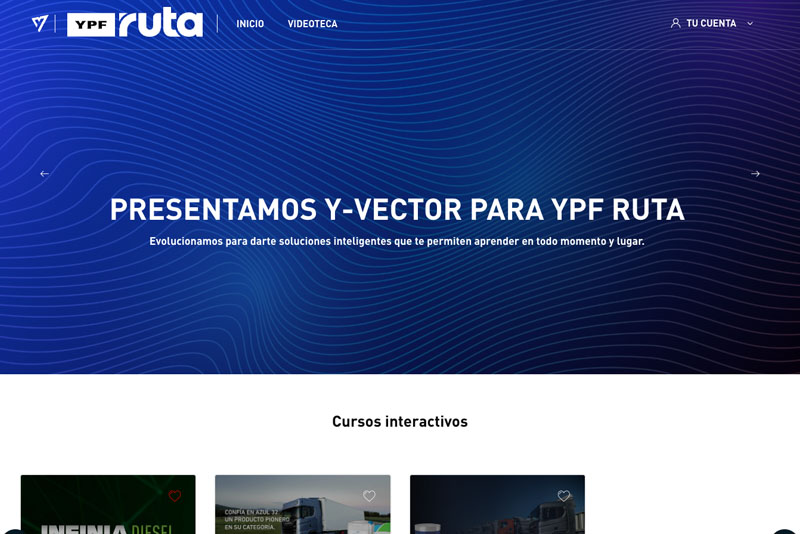 YPF ruta
INICIO
VIDEOTECA
TU CUENTA
PRESENTAMOS Y-VECTOR PARA YPF RUTA
Evolucionamos para darte soluciones inteligentes que te permiten aprender en todo momento y lugar.
Cursos interactivos
INFINIA DIESEL
CONFÍA EN AZUL 32
UN PRODUCTO PIONERO
EN SU CATEGORÍA.